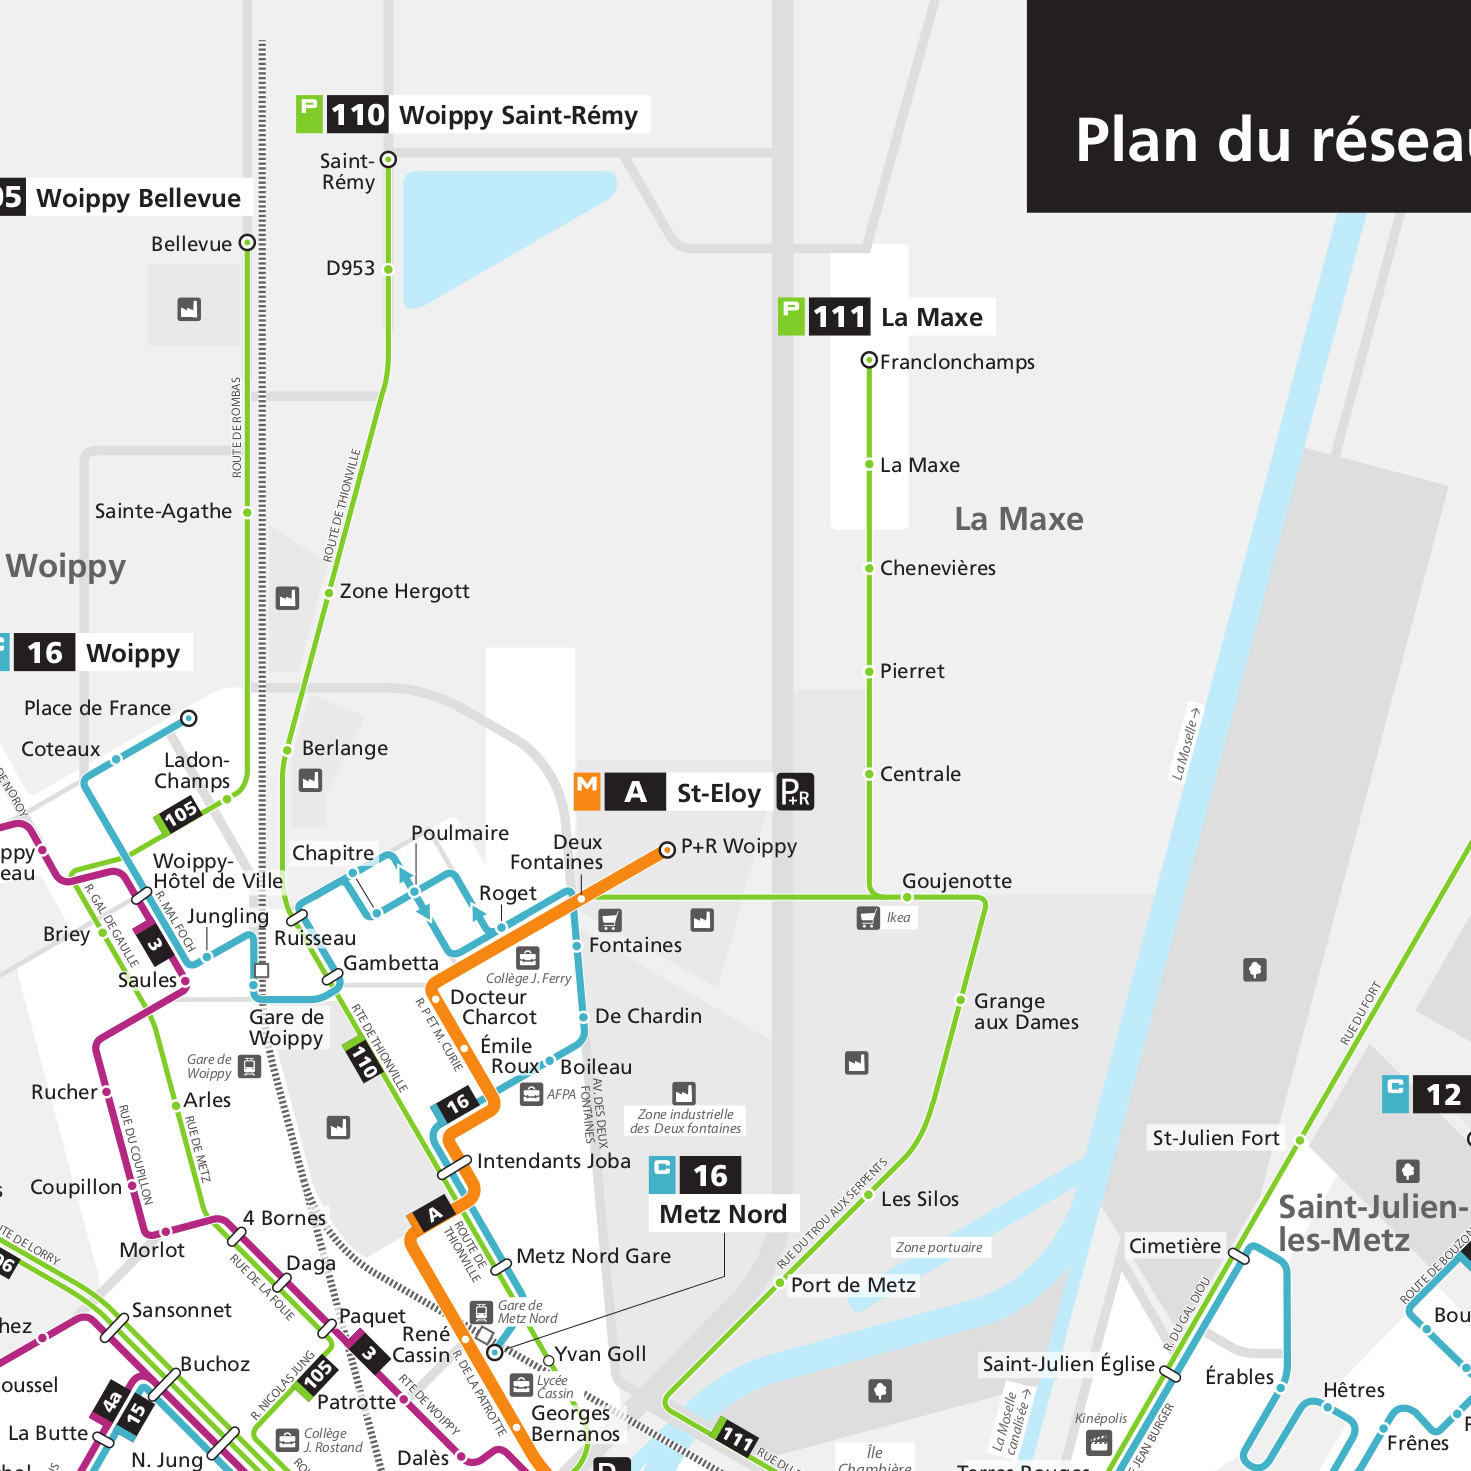 Plan du réseau
P 110 Woippy Saint-Rémy
Saint-
Rémy
05 Woippy Bellevue
Bellevue
D953
P 111 La Maxe
Franclonchamps
ROUTE DE ROMBAS
ROUTE DE THIONVILLE
La Maxe
Sainte-Agathe
La Maxe
Woippy
Chenevières
Zone Hergott
C 16 Woippy
Pierret
Place de France
Coteaux
Berlange
La Moselle →
Ladon-
Champs
Centrale
M A St-Eloy P+R
105
Poulmaire
Deux
Fontaines
P+R Woippy
Chapitre
Woippy-
Hôtel de Ville
Roget
Goujenotte
R. GAL DE GAULLE
R. MAL FOCH
Jungling
Ikea
Briey
3
Ruisseau
Fontaines
Gambetta
Collège J. Ferry
Saules
Docteur
Charcot
Grange
aux Dames
De Chardin
Gare de
Woippy
R. P ET M. CURIE
RTE DE THIONVILLE
RUE DU FORT
Émile
Roux
Boileau
Gare de
Woippy
110
Rucher
Arles
16
AFPA
AV. DES DEUX
FONTAINES
Zone industrielle
des Deux fontaines
C 12
RUE DU COUPILLON
RUE DE METZ
St-Julien Fort
Intendants Joba
C 16
Metz Nord
Coupillon
RUE DU TROU AUX SERPENTS
Les Silos
Saint-Julien-
les-Metz
4 Bornes
A
Morlot
ROUTE DE
THIONVILLE
Zone portuaire
Cimetière
Metz Nord Gare
Daga
RUE DE LA FOLIE
Port de Metz
R. DU GAL DIOU
ROUTE DE BOUZON
Sansonnet
Paquet
Gare de
Metz Nord
Bou
3
René
Cassin
Yvan Goll
Buchoz
105
R. NICOLAS JUNG
Saint-Julien Église
Érables
Lycée
Cassin
R. DE LA PATROTTE
Hêtres
4a
15
Patrotte
RTE DE WOIPPY
Georges
Bernanos
La Moselle
canalisée →
Kinépolis
JEAN BURGER
La Butte
Collège
J. Rostand
111
Frênes
N. Jung
Dalès
Île
Chambière
Terres Rouges